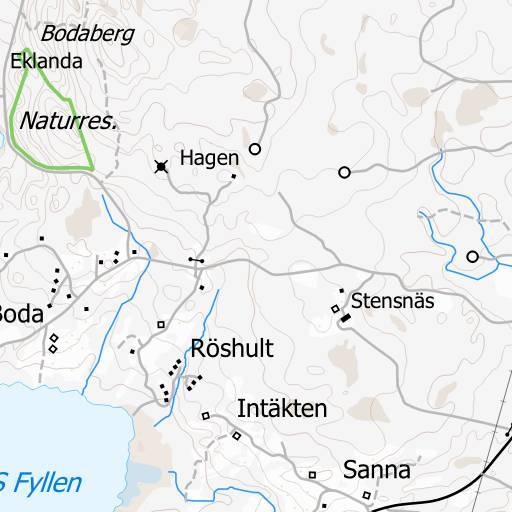 Bodaberg
Eklanda
Naturres.
Hagen
Stensnäs
Boda
Röshult
Intäkten
S Fyllen
Sanna